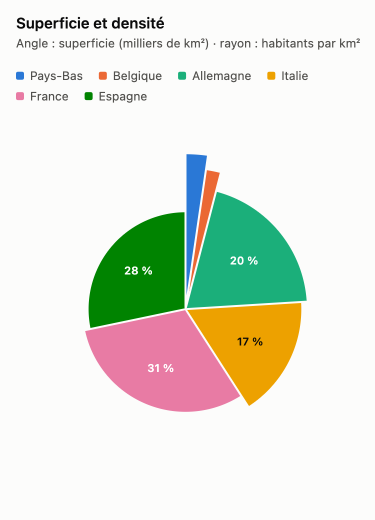 Superficie et densité
Angle : superficie (milliers de km²) · rayon : habitants par km²
Pays-Bas Belgique Allemagne Italie
France Espagne
28 %
20 %
17 %
31 %